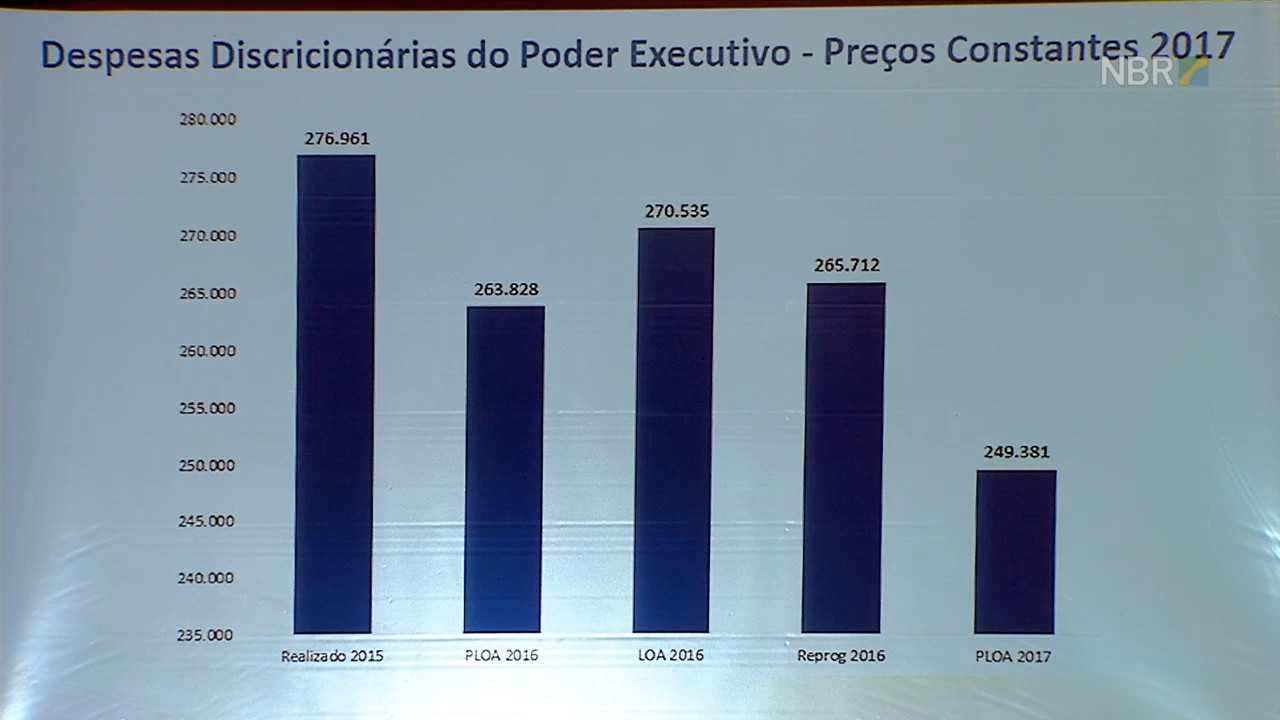 Despesas Discricionárias do Poder Executivo - Preços Constantes 2017
NBR
280.000
275.000
270.000
265.000
260.000
255.000
250.000
245.000
240.000
235.000
276.961
263.828
270.535
265.712
249.381
Realizado 2015
PLOA 2016
LOA 2016
Reprog 2016
PLOA 2017